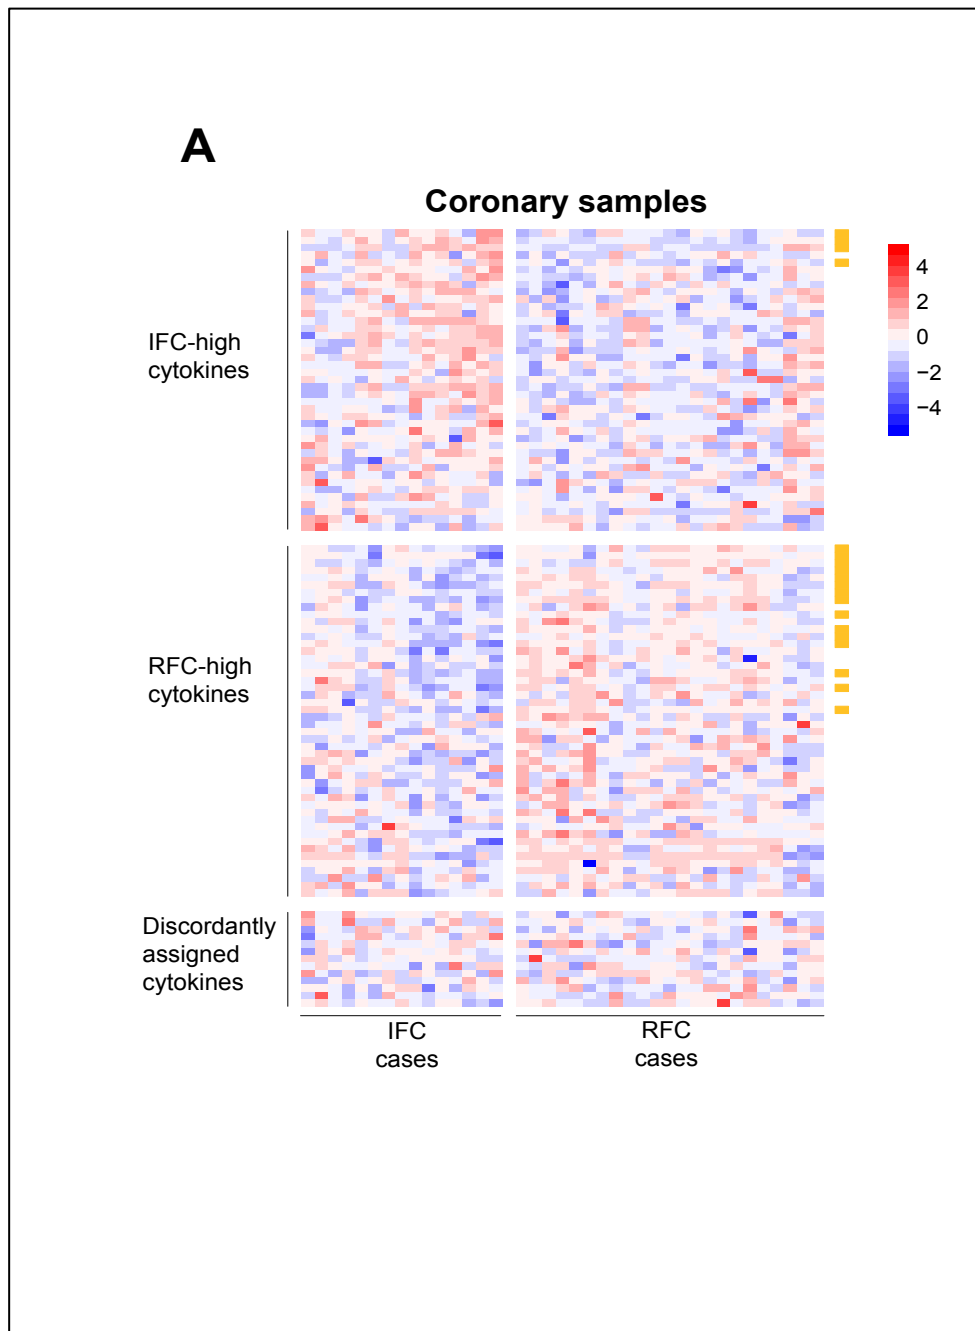 A
Coronary samples
IFC-high
cytokines
RFC-high
cytokines
Discordantly
assigned
cytokines
IFC
cases
RFC
cases
4
2
0
−2
−4